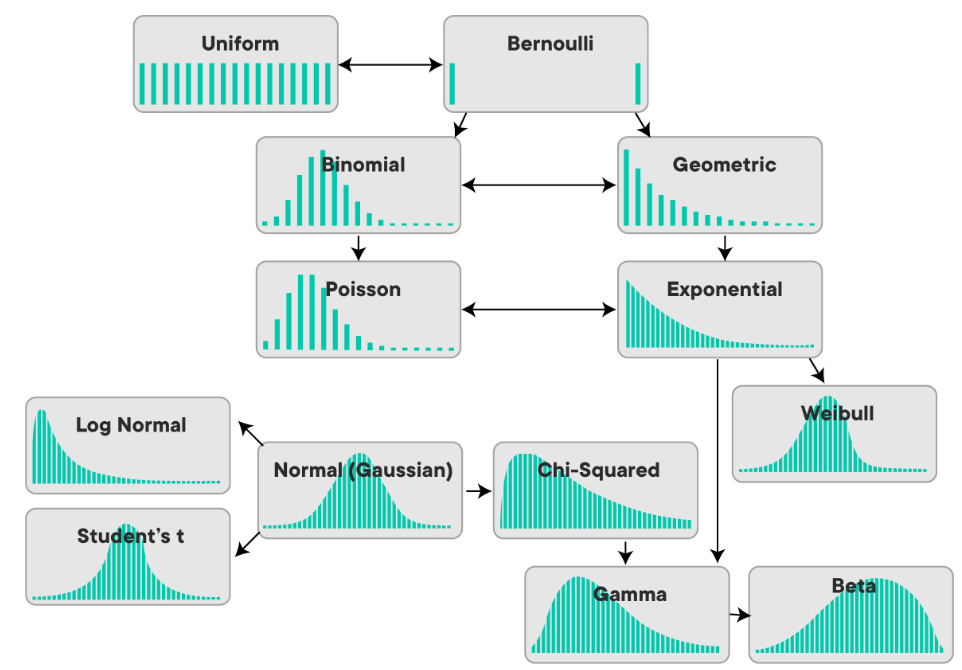 Uniform
Bernoulli
Binomial
Geometric
Poisson
Exponential
Weibull
Log Normal
Normal (Gaussian)
Chi-Squared
Student’s t
Gamma
Beta